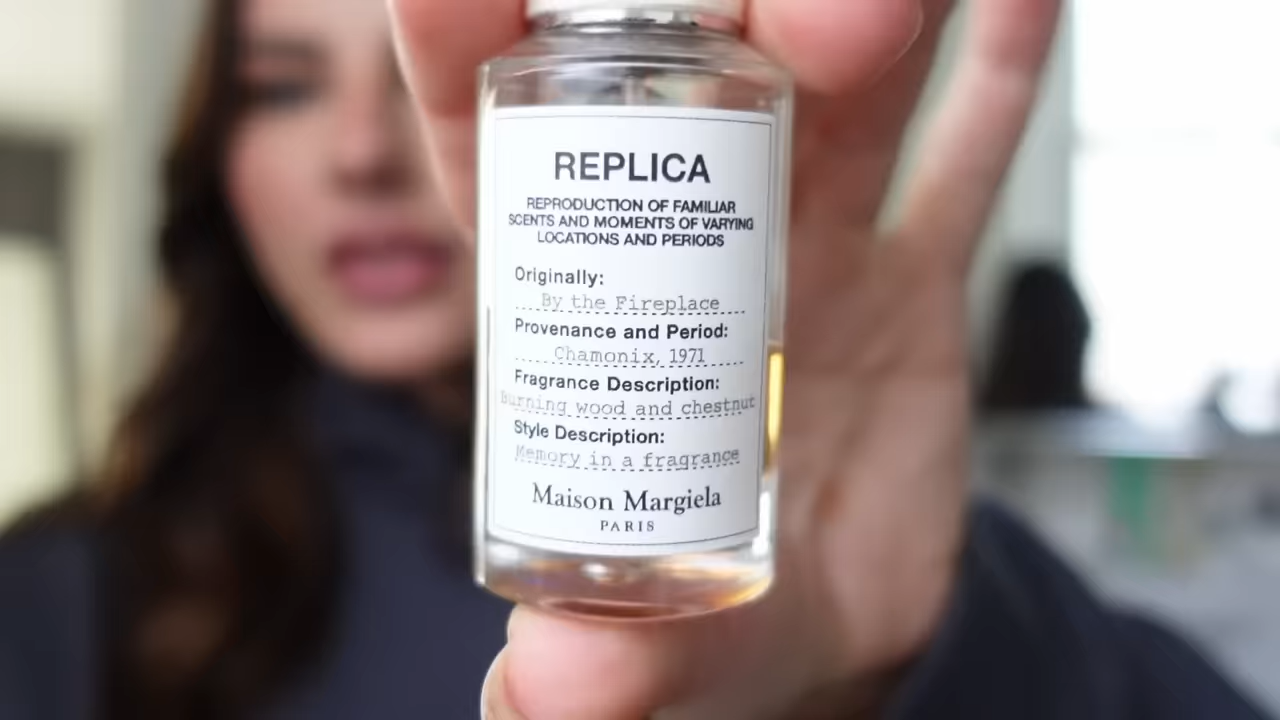 REPLICA
REPRODUCTION OF FAMILIAR
SCENTS AND MOMENTS OF VARYING
LOCATIONS AND PERIODS
Originally:
By the Fireplace
Provenance and Period:
Chamonix, 1971
Fragrance Description:
Burning wood and chestnut
Style Description:
Memory in a fragrance
Maison Margiela
PARIS